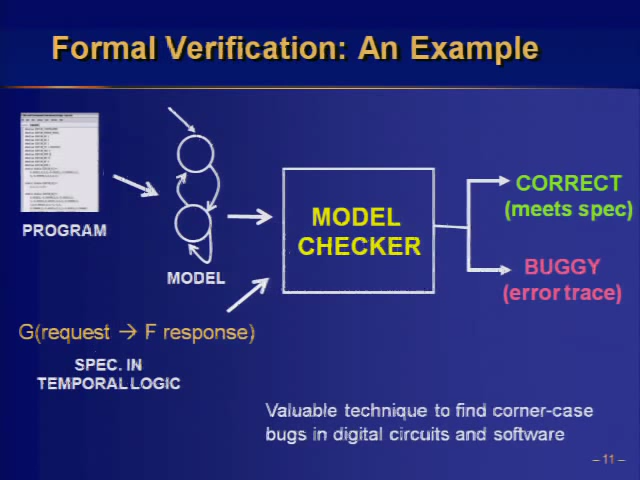 Formal Verification: An Example
PROGRAM
MODEL
MODEL
CHECKER
CORRECT
(meets spec)
BUGGY
(error trace)
G(request → F response)
SPEC. IN
TEMPORAL LOGIC
Valuable technique to find corner-case
bugs in digital circuits and software
– 11 –